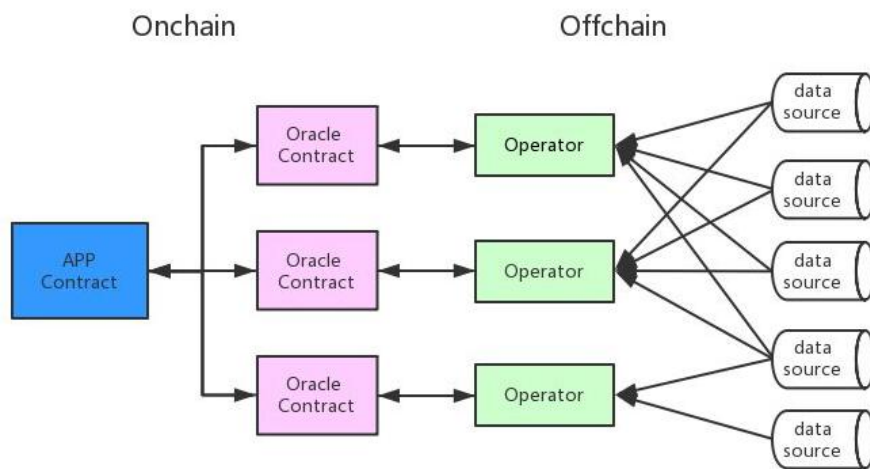 Onchain
Offchain
APP
Contract
Oracle
Contract
Oracle
Contract
Oracle
Contract
Operator
Operator
Operator
data
source
data
source
data
source
data
source
data
source